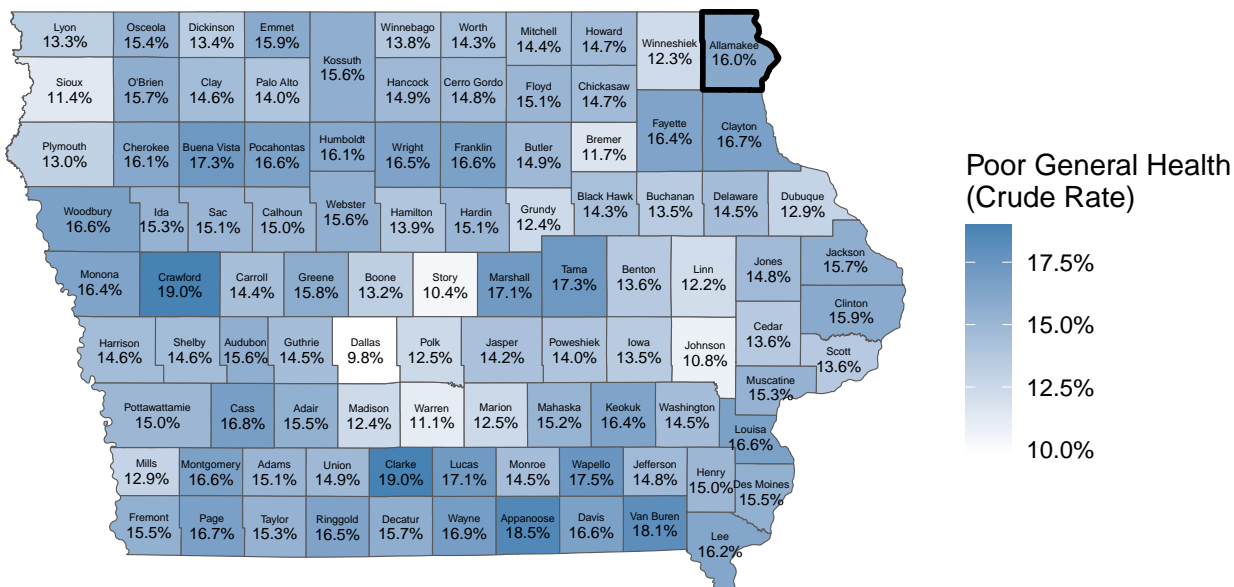 Lyon Osceola Dickinson Emmet Winnebago Worth Mitchell Howard Winneshiek Allamakee
13.3% 15.4% 13.4% 15.9% 13.8% 14.3% 14.4% 14.7% 12.3% 16.0%
Kossuth
15.6%
Sioux O'Brien Clay Palo Alto Hancock Cerro Gordo Floyd Chickasaw
11.4% 15.7% 14.6% 14.0% 14.9% 14.8% 15.1% 14.7%
Fayette Clayton
16.4% 16.7%
Plymouth Cherokee Buena Vista Pocahontas Humboldt Wright Franklin Butler Bremer
13.0% 16.1% 17.3% 16.6% 16.1% 16.5% 16.6% 14.9% 11.7%
Poor General Health
(Crude Rate)
Woodbury Ida Sac Calhoun Webster Hamilton Hardin Grundy Black Hawk Buchanan Delaware Dubuque
16.6% 15.3% 15.1% 15.0% 15.6% 13.9% 15.1% 12.4% 14.3% 13.5% 14.5% 12.9%
Monona Crawford Carroll Greene Boone Story Marshall Tama Benton Linn Jones Jackson
16.4% 19.0% 14.4% 15.8% 13.2% 10.4% 17.1% 17.3% 13.6% 12.2% 14.8% 15.7%
Clinton
15.9%
17.5%
15.0%
12.5%
10.0%
Harrison Shelby Audubon Guthrie Dallas Polk Jasper Poweshiek Iowa Johnson Cedar Scott
14.6% 14.6% 15.6% 14.5% 9.8% 12.5% 14.2% 14.0% 13.5% 10.8% 13.6% 13.6%
Muscatine
15.3%
Pottawattamie Cass Adair Madison Warren Marion Mahaska Keokuk Washington Louisa
15.0% 16.8% 15.5% 12.4% 11.1% 12.5% 15.2% 16.4% 14.5% 16.6%
Mills Montgomery Adams Union Clarke Lucas Monroe Wapello Jefferson Henry Des Moines
12.9% 16.6% 15.1% 14.9% 19.0% 17.1% 14.5% 17.5% 14.8% 15.0% 15.5%
Fremont Page Taylor Ringgold Decatur Wayne Appanoose Davis Van Buren Lee
15.5% 16.7% 15.3% 16.5% 15.7% 16.9% 18.5% 16.6% 18.1% 16.2%